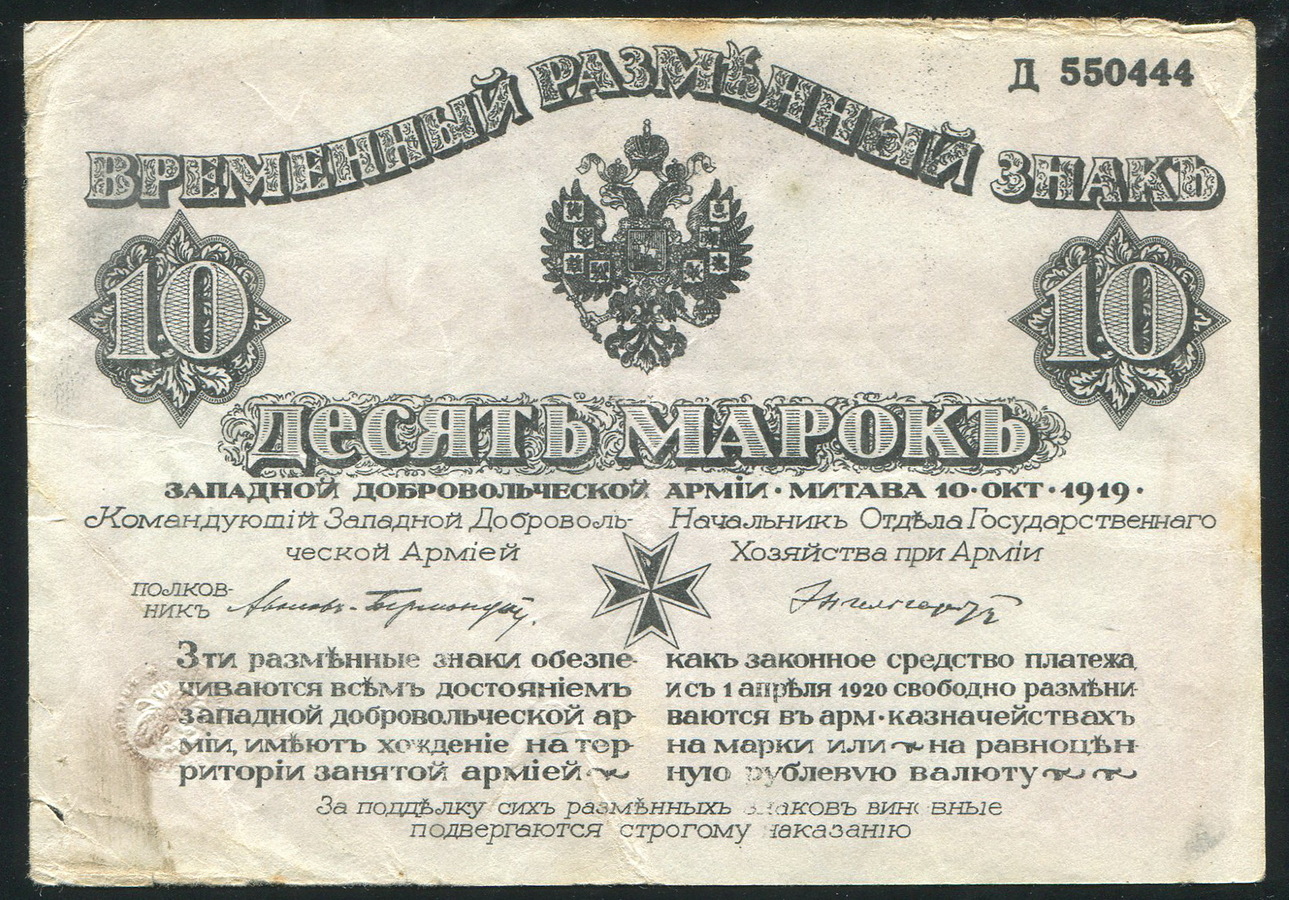 Д 550444
ВРЕМЕННЫЙ РАЗМѢННЫЙ ЗНАКЪ
10 10
ДЕСЯТЬ МАРОКЪ
ЗАПАДНОЙ ДОБРОВОЛЬЧЕСКОЙ АРМІИ · МИТАВА 10 · ОКТ · 1919 ·
Командующій Западной Доброволь-
ческой Арміей
полков-
никъ Аваловъ-Бермондтъ
Начальникъ Отдѣла Государственнаго
Хозяйства при Арміи
Энгельгардтъ
Эти размѣнные знаки обезпе-
чиваются всѣмъ достояніемъ
западной добровольческой ар-
міи, имѣютъ хожденіе на тер-
риторіи занятой арміей
какъ законное средство платежа
и съ 1 апрѣля 1920 свободно размѣни-
ваются въ арм·казначействахъ
на марки или на равноцѣн-
ную рублевую валюту
За поддѣлку сихъ размѣнныхъ знаковъ виновные
подвергаются строгому наказанію